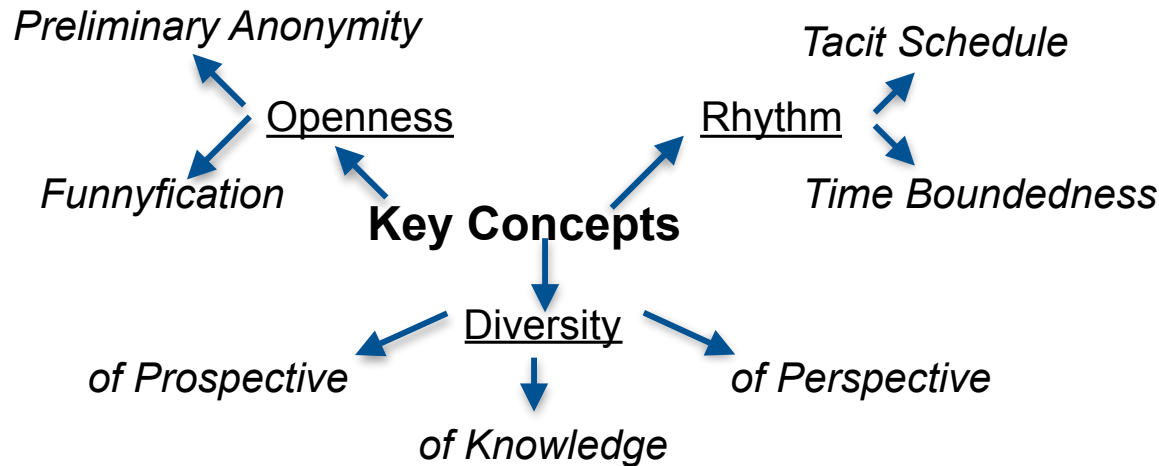 Preliminary Anonymity
Tacit Schedule
Openness
Rhythm
Funnyfication
Time Boundedness
Key Concepts
Diversity
of Prospective
of Perspective
of Knowledge